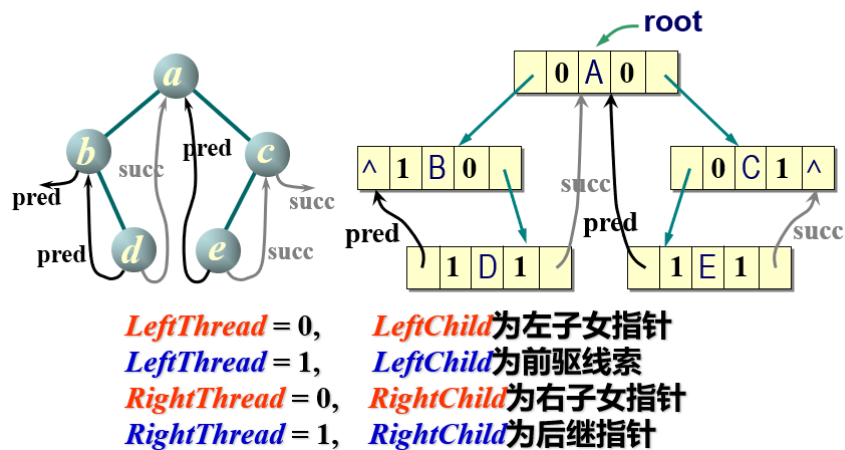 root
0 A 0
a
b
c
succ
pred
pred
succ
^ 1 B 0
0 C 1 ^
pred
d
e
succ
pred
succ
pred
succ
1 D 1
1 E 1
LeftThread = 0, LeftChild为左子女指针
LeftThread = 1, LeftChild为前驱线索
RightThread = 0, RightChild为右子女指针
RightThread = 1, RightChild为后继指针